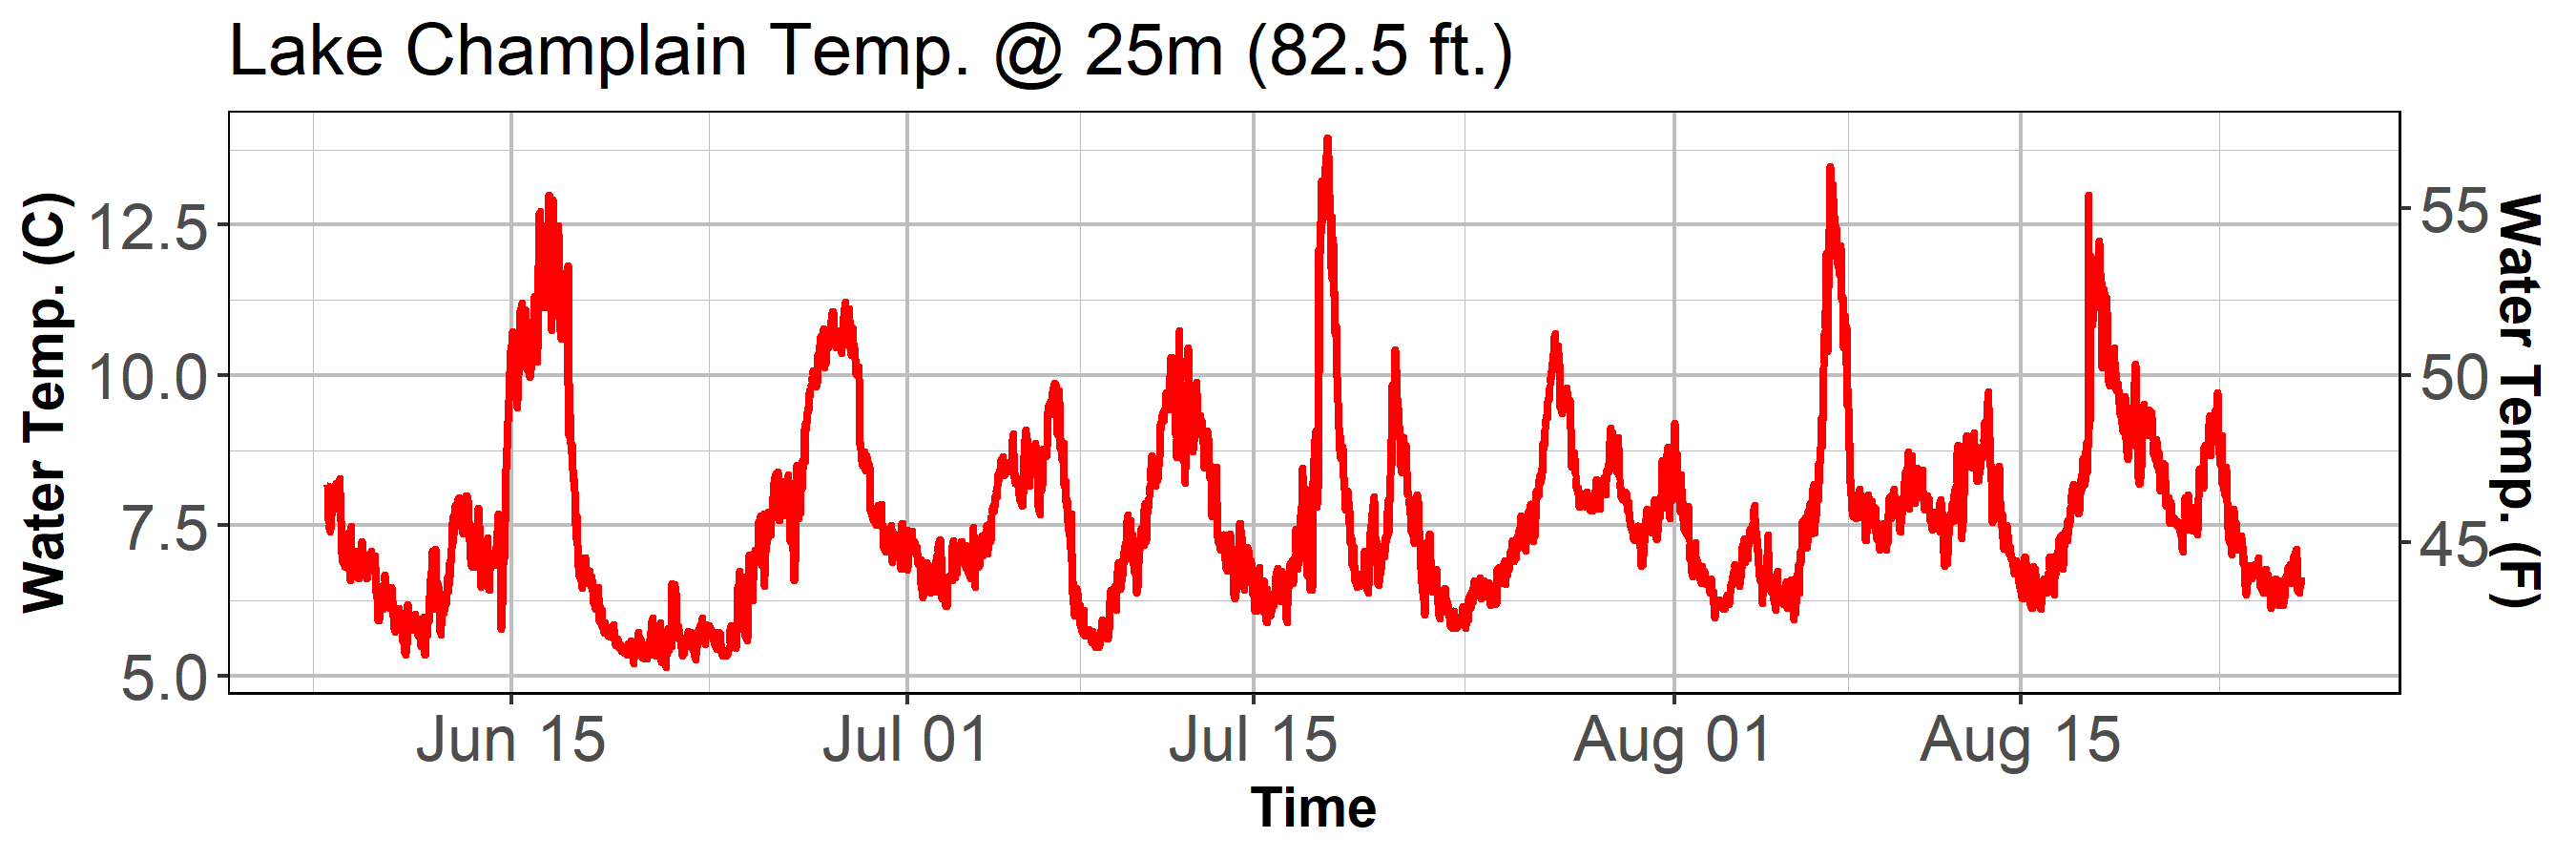 Lake Champlain Temp. @ 25m (82.5 ft.)
Water Temp. (C)
12.5
10.0
7.5
5.0
55
50
45
Water Temp. (F)
Jun 15
Jul 01
Jul 15
Aug 01
Aug 15
Time